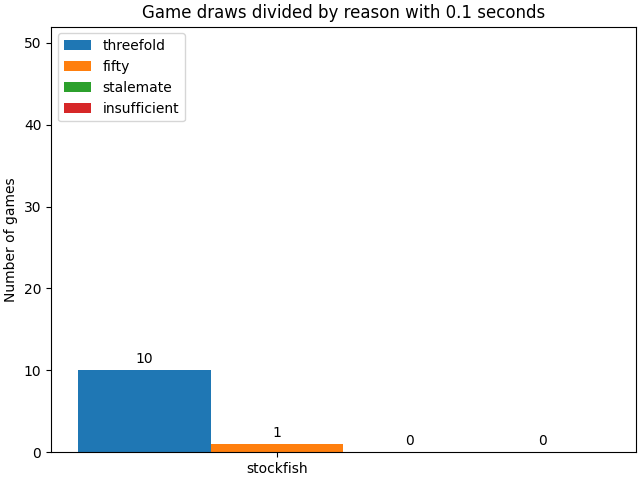 Game draws divided by reason with 0.1 seconds
50
40
30
20
10
0
Number of games
threefold
fifty
stalemate
insufficient
10
1
0
0
stockfish